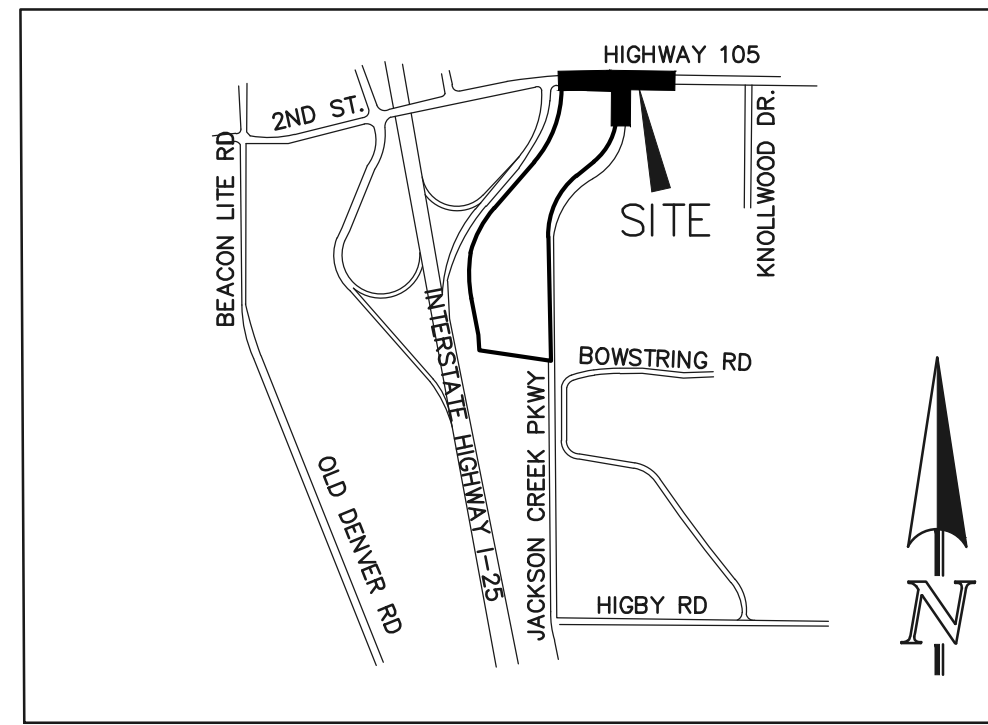 HIGHWAY 105
2ND ST.
BEACON LITE RD
KNOLLWOOD DR.
SITE
INTERSTATE HIGHWAY I-25
BOWSTRING RD
JACKSON CREEK PKWY
OLD DENVER RD
HIGBY RD
N